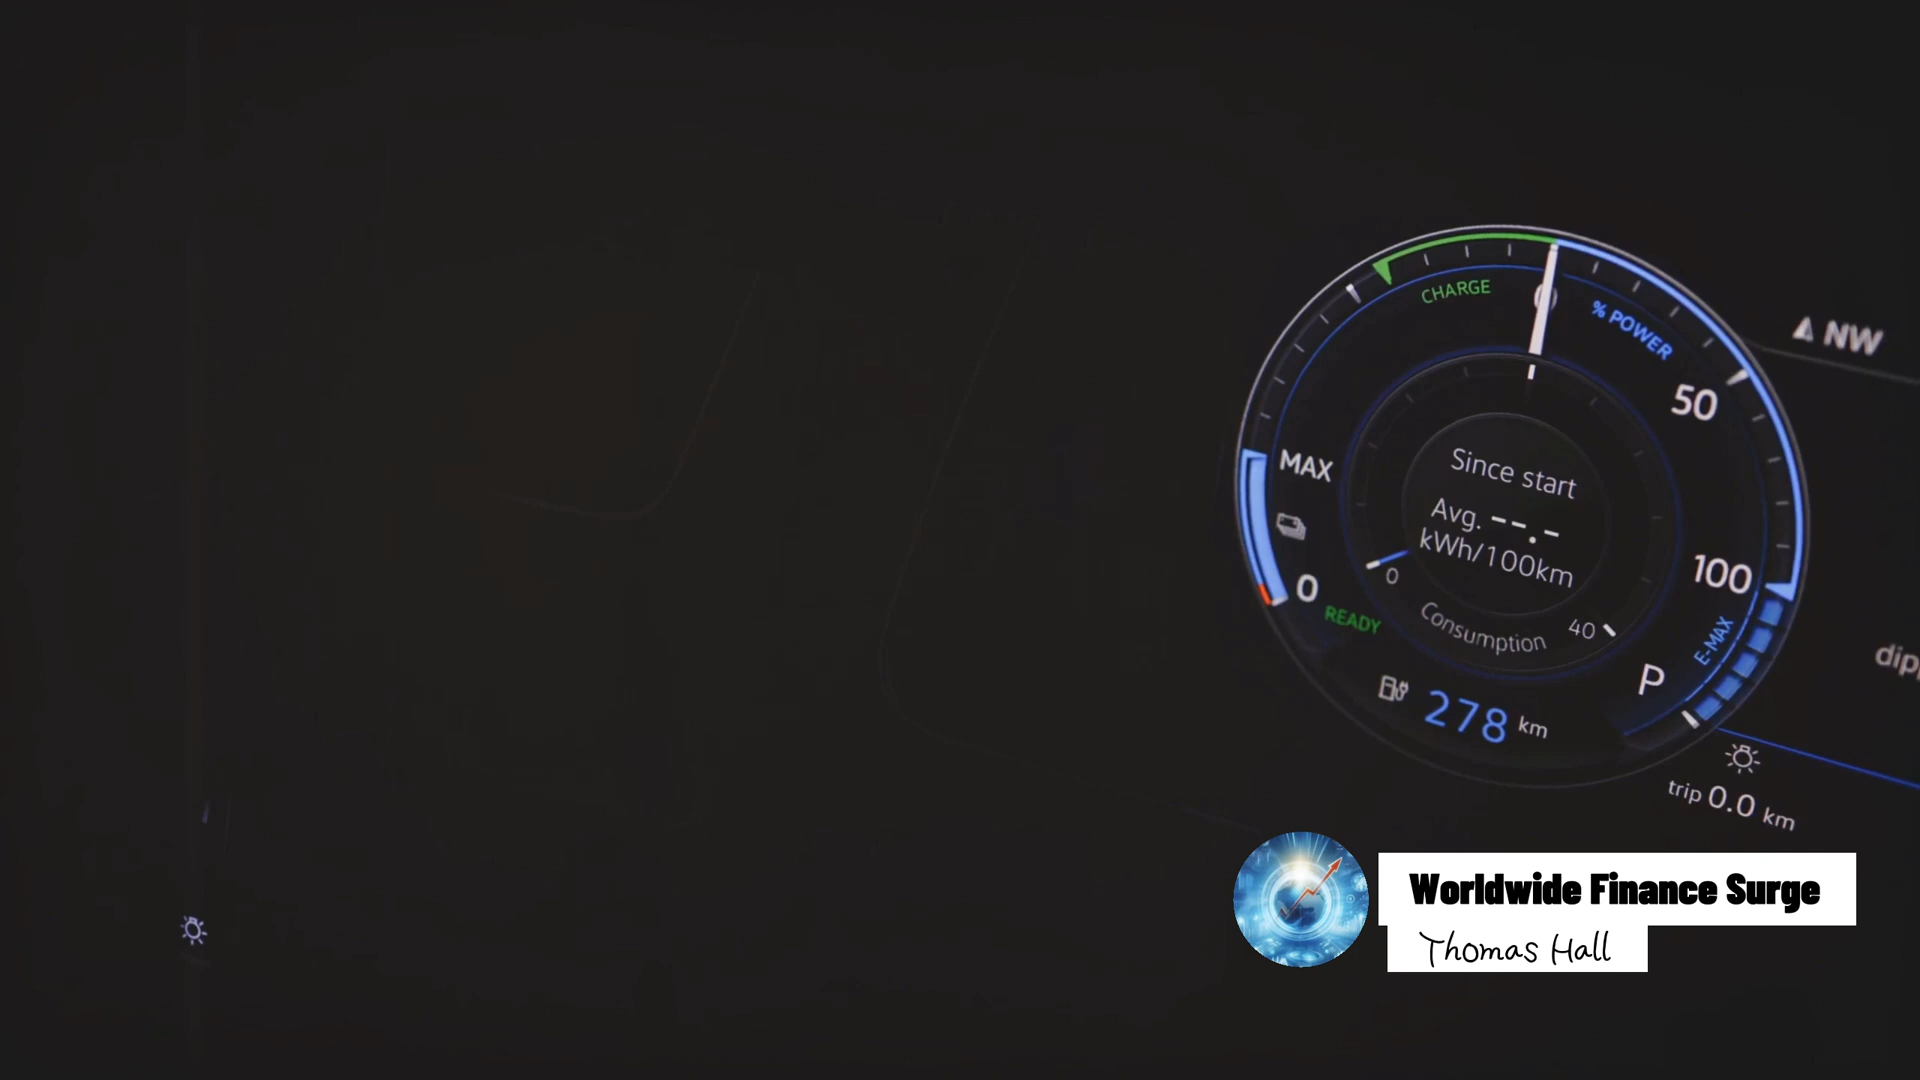 CHARGE
% POWER
NW
50
MAX
Since start
Avg. --.-
kWh/100km
100
0
0
READY
Consumption
40
E-MAX
P
278 km
trip 0.0 km
Worldwide Finance Surge
Thomas Hall